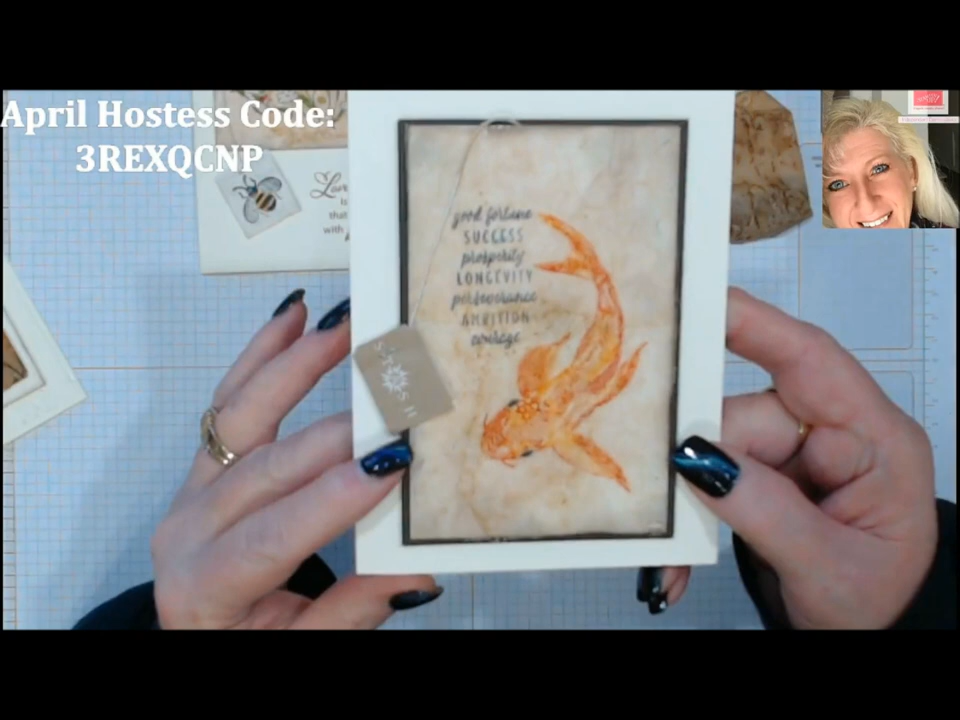 April Hostess Code:
3REXQCNP
good fortune
SUCCESS
prosperity
LONGEVITY
perseverance
AMBITION
courage